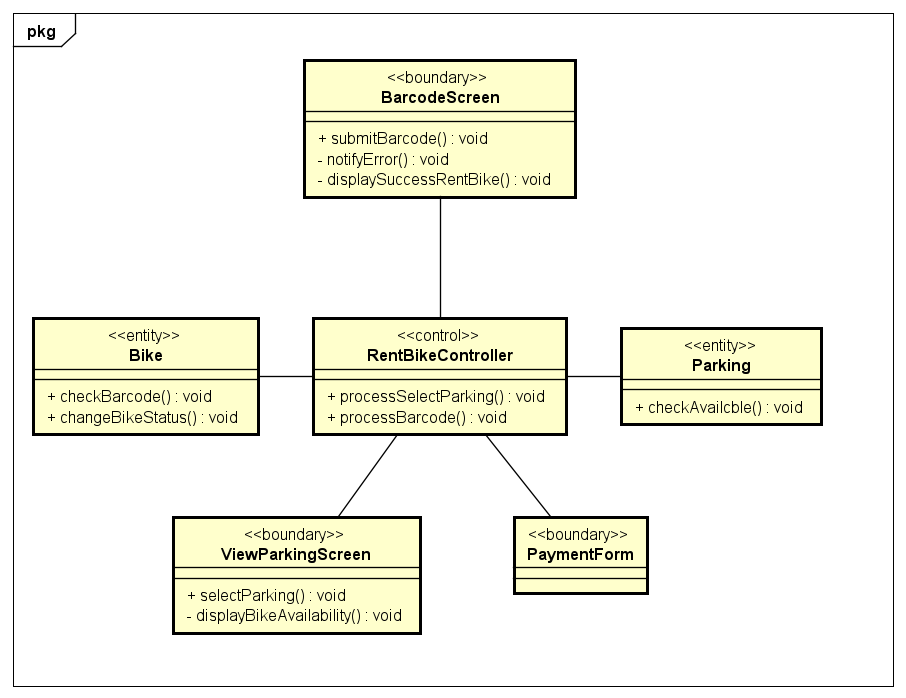 pkg
<<boundary>>
BarcodeScreen
+ submitBarcode() : void
- notifyError() : void
- displaySuccessRentBike() : void
<<entity>>
Bike
+ checkBarcode() : void
+ changeBikeStatus() : void
<<control>>
RentBikeController
+ processSelectParking() : void
+ processBarcode() : void
<<entity>>
Parking
+ checkAvailcble() : void
<<boundary>>
ViewParkingScreen
+ selectParking() : void
- displayBikeAvailability() : void
<<boundary>>
PaymentForm